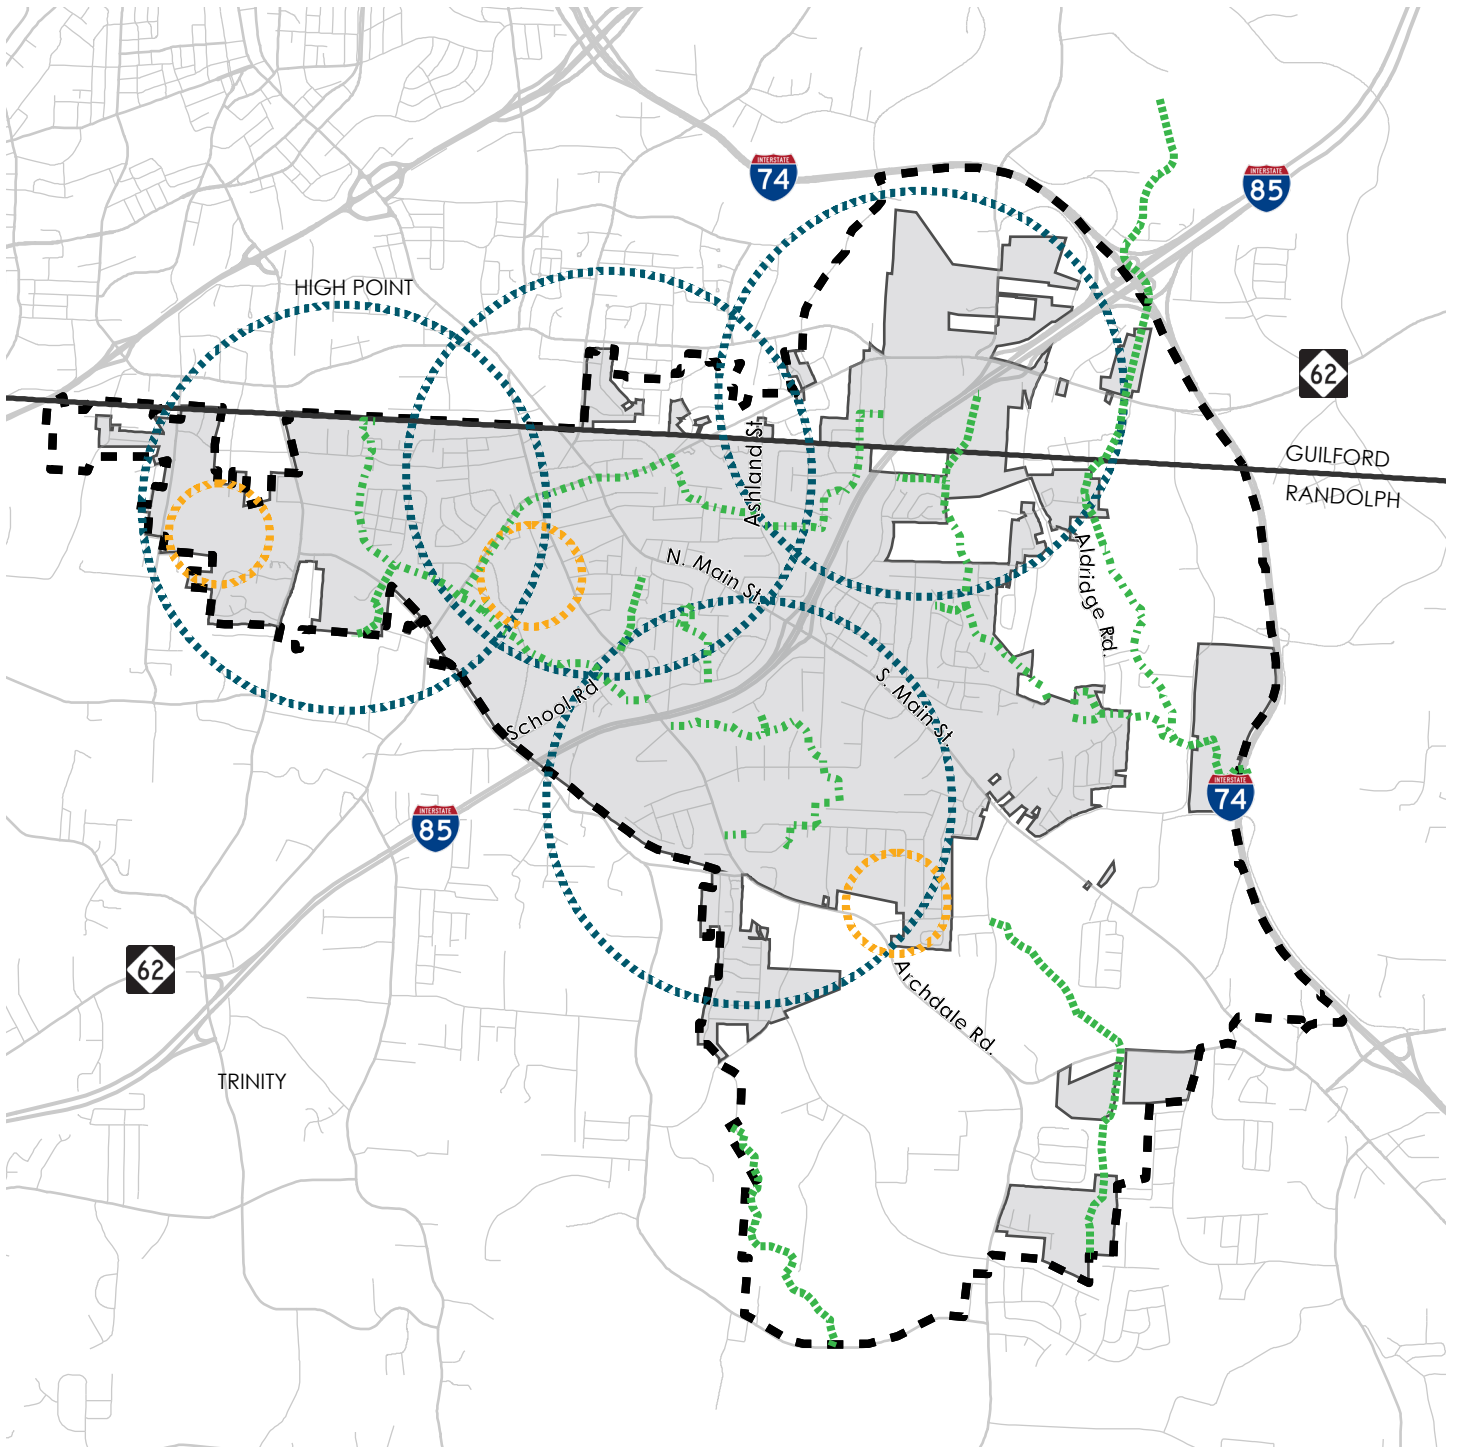 INTERSTATE
74
INTERSTATE
85
HIGH POINT
62
GUILFORD
RANDOLPH
Ashland St
N. Main St
Aldridge Rd.
School Rd
S. Main St.
INTERSTATE
74
INTERSTATE
85
62
Archdale Rd.
TRINITY